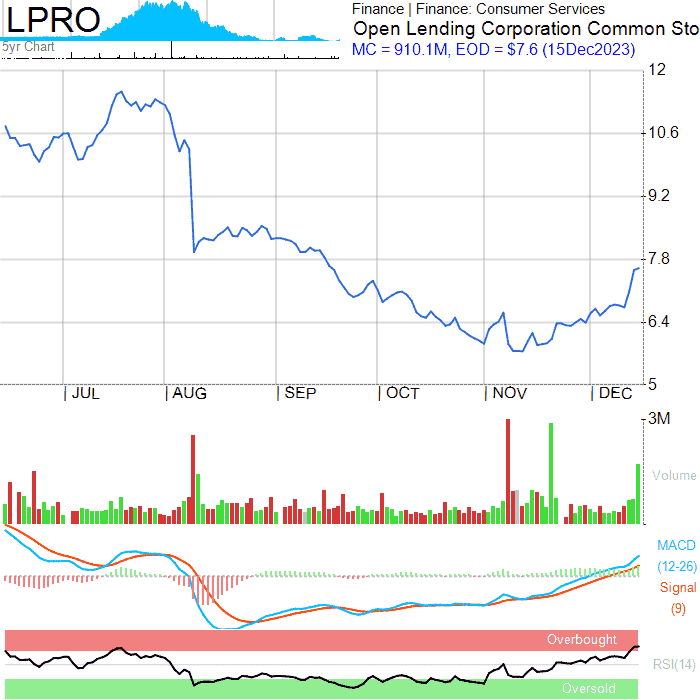 LPRO
5yr Chart
Finance | Finance: Consumer Services
Open Lending Corporation Common Sto
MC = 910.1M, EOD = $7.6 (15Dec2023)
12
10.6
9.2
7.8
6.4
5
JUL
AUG
SEP
OCT
NOV
DEC
3M
Volume
MACD
(12-26)
Signal
(9)
Overbought
RSI(14)
Oversold